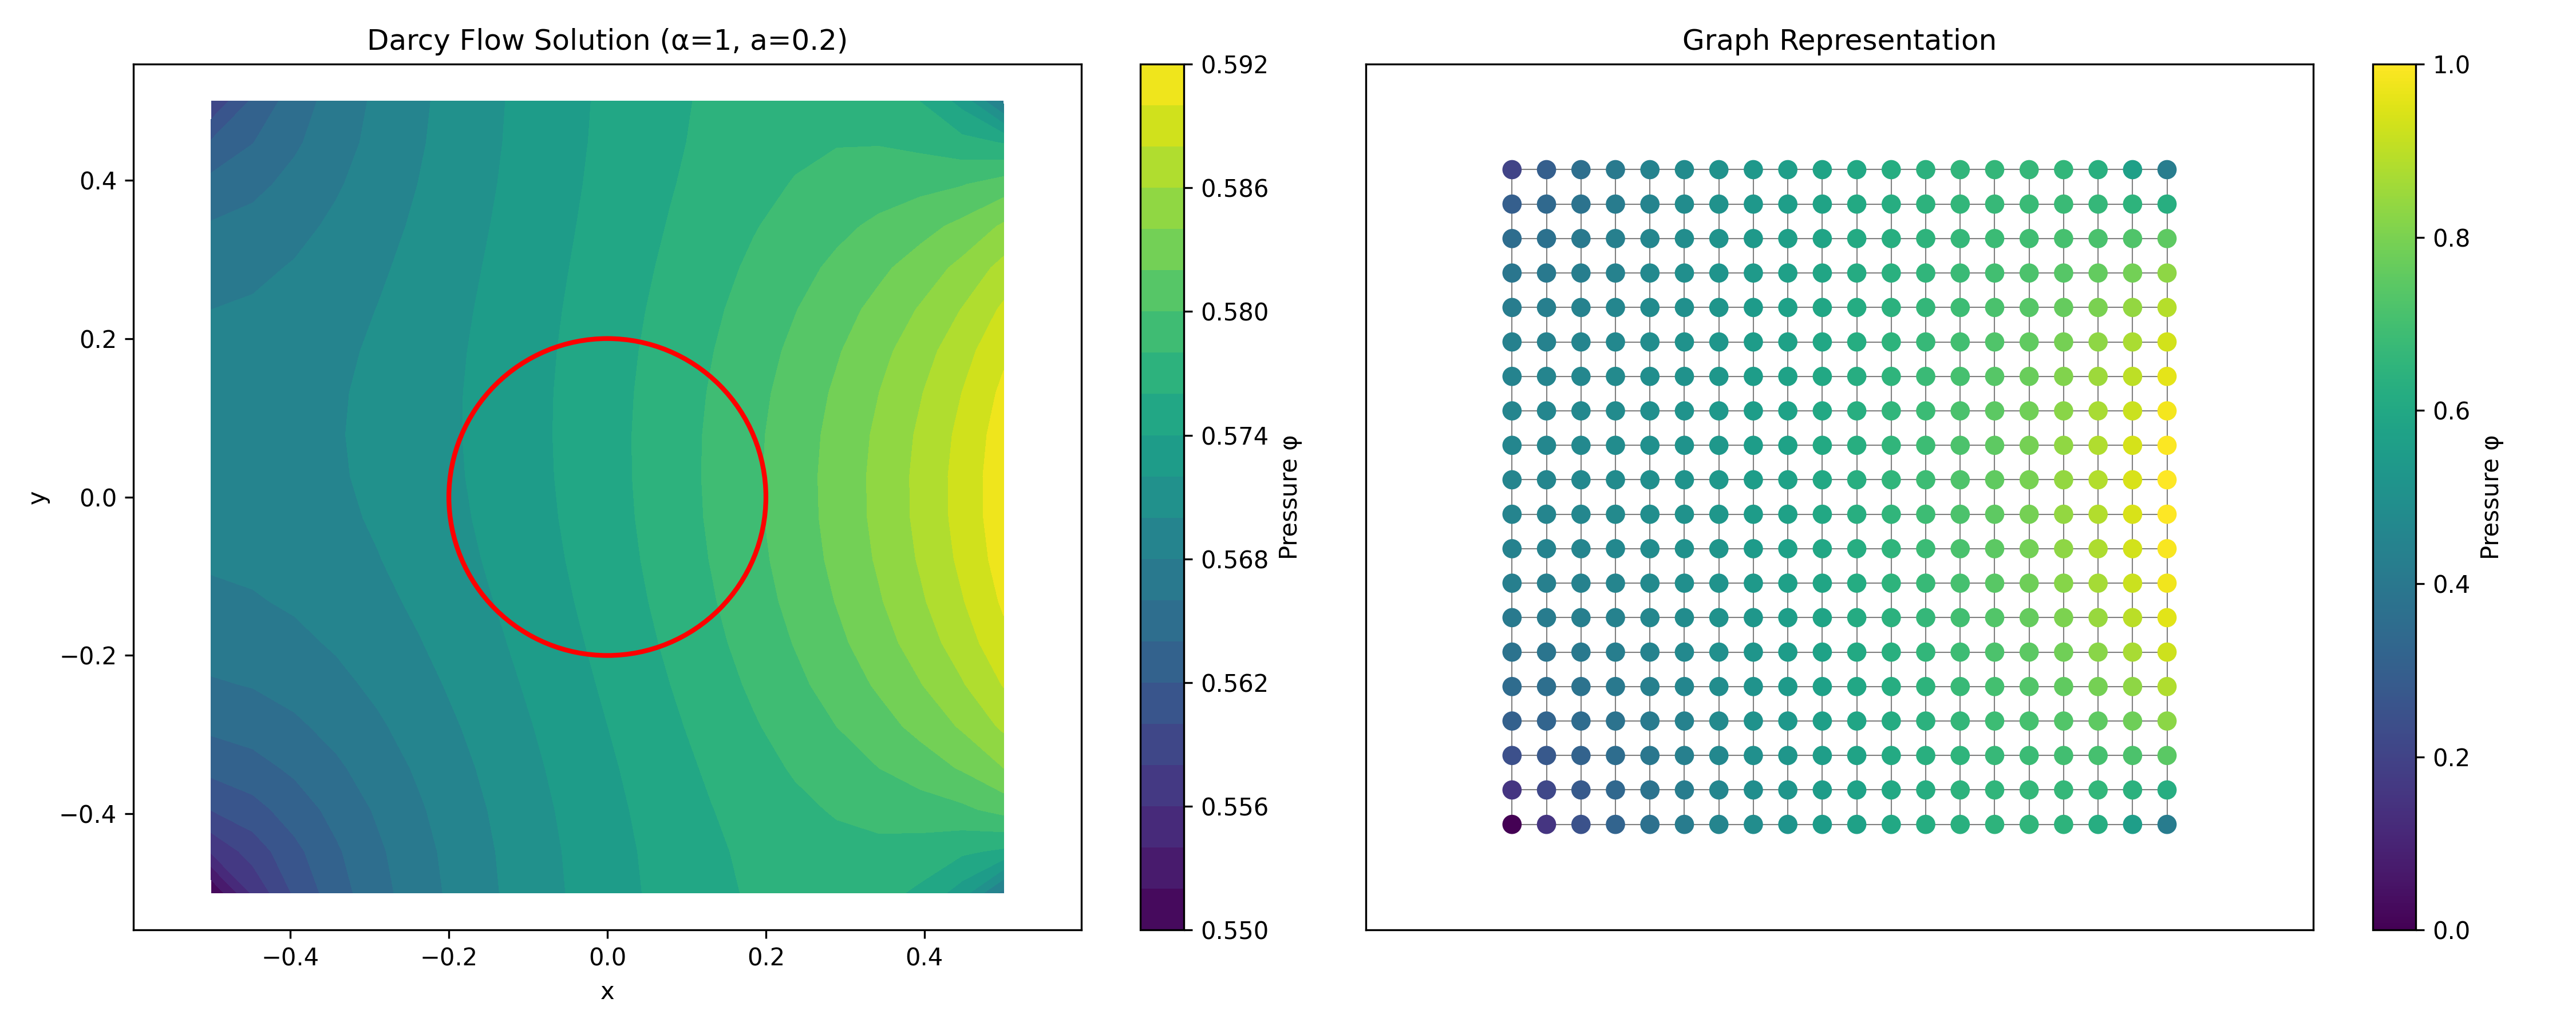 Darcy Flow Solution (α=1, a=0.2)
y
0.4
0.2
0.0
−0.2
−0.4
−0.4 −0.2 0.0 0.2 0.4
x
0.592
0.586
0.580
0.574
0.568
0.562
0.556
0.550
Pressure φ
Graph Representation
1.0
0.8
0.6
0.4
0.2
0.0
Pressure φ